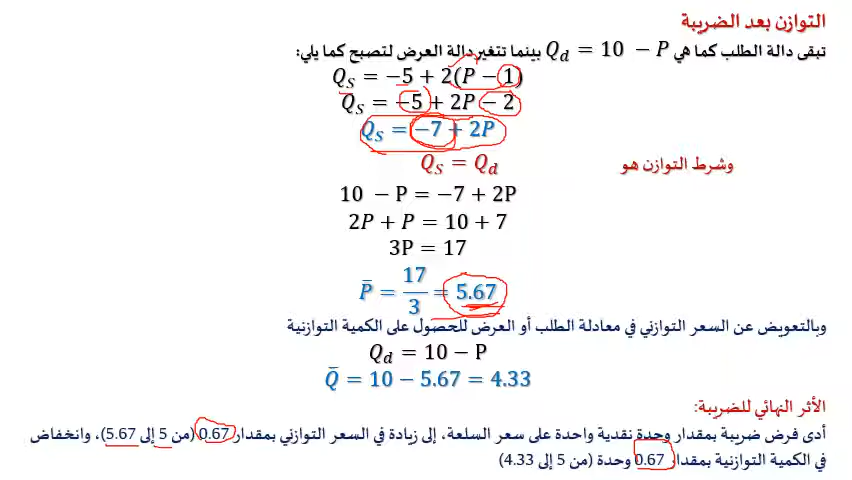 التوازن بعد الضريبة
تبقى دالة الطلب كما هي Q_d = 10 − P بينما تتغير دالة العرض لتصبح كما يلي:
Q_S = −5 + 2(P − 1)
Q̅_S = −5 + 2P − 2
Q_S = −7 + 2P
وشرط التوازن هو Q_S = Q_d
10 − P = −7 + 2P
2P + P = 10 + 7
3P = 17
P̅ = 17/3 = 5.67
وبالتعويض عن السعر التوازني في معادلة الطلب أو العرض للحصول على الكمية التوازنية
Q_d = 10 − P
Q̅ = 10 − 5.67 = 4.33
الأثر النهائي للضريبة:
أدى فرض ضريبة بمقدار وحدة نقدية واحدة على سعر السلعة، إلى زيادة في السعر التوازني بمقدار 0.67 (من 5 إلى 5.67)، وانخفاض
في الكمية التوازنية بمقدار 0.67 وحدة (من 5 إلى 4.33)